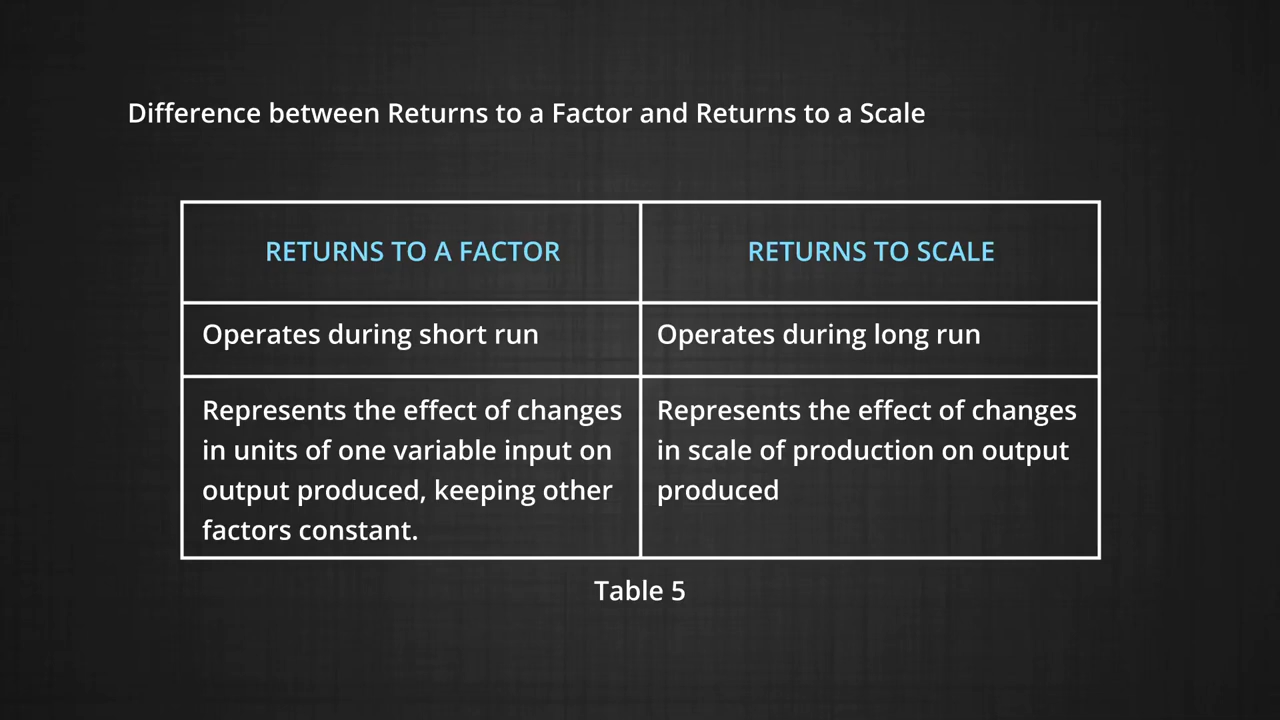 Difference between Returns to a Factor and Returns to a Scale
RETURNS TO A FACTOR
RETURNS TO SCALE
Operates during short run
Operates during long run
Represents the effect of changes
in units of one variable input on
output produced, keeping other
factors constant.
Represents the effect of changes
in scale of production on output
produced
Table 5